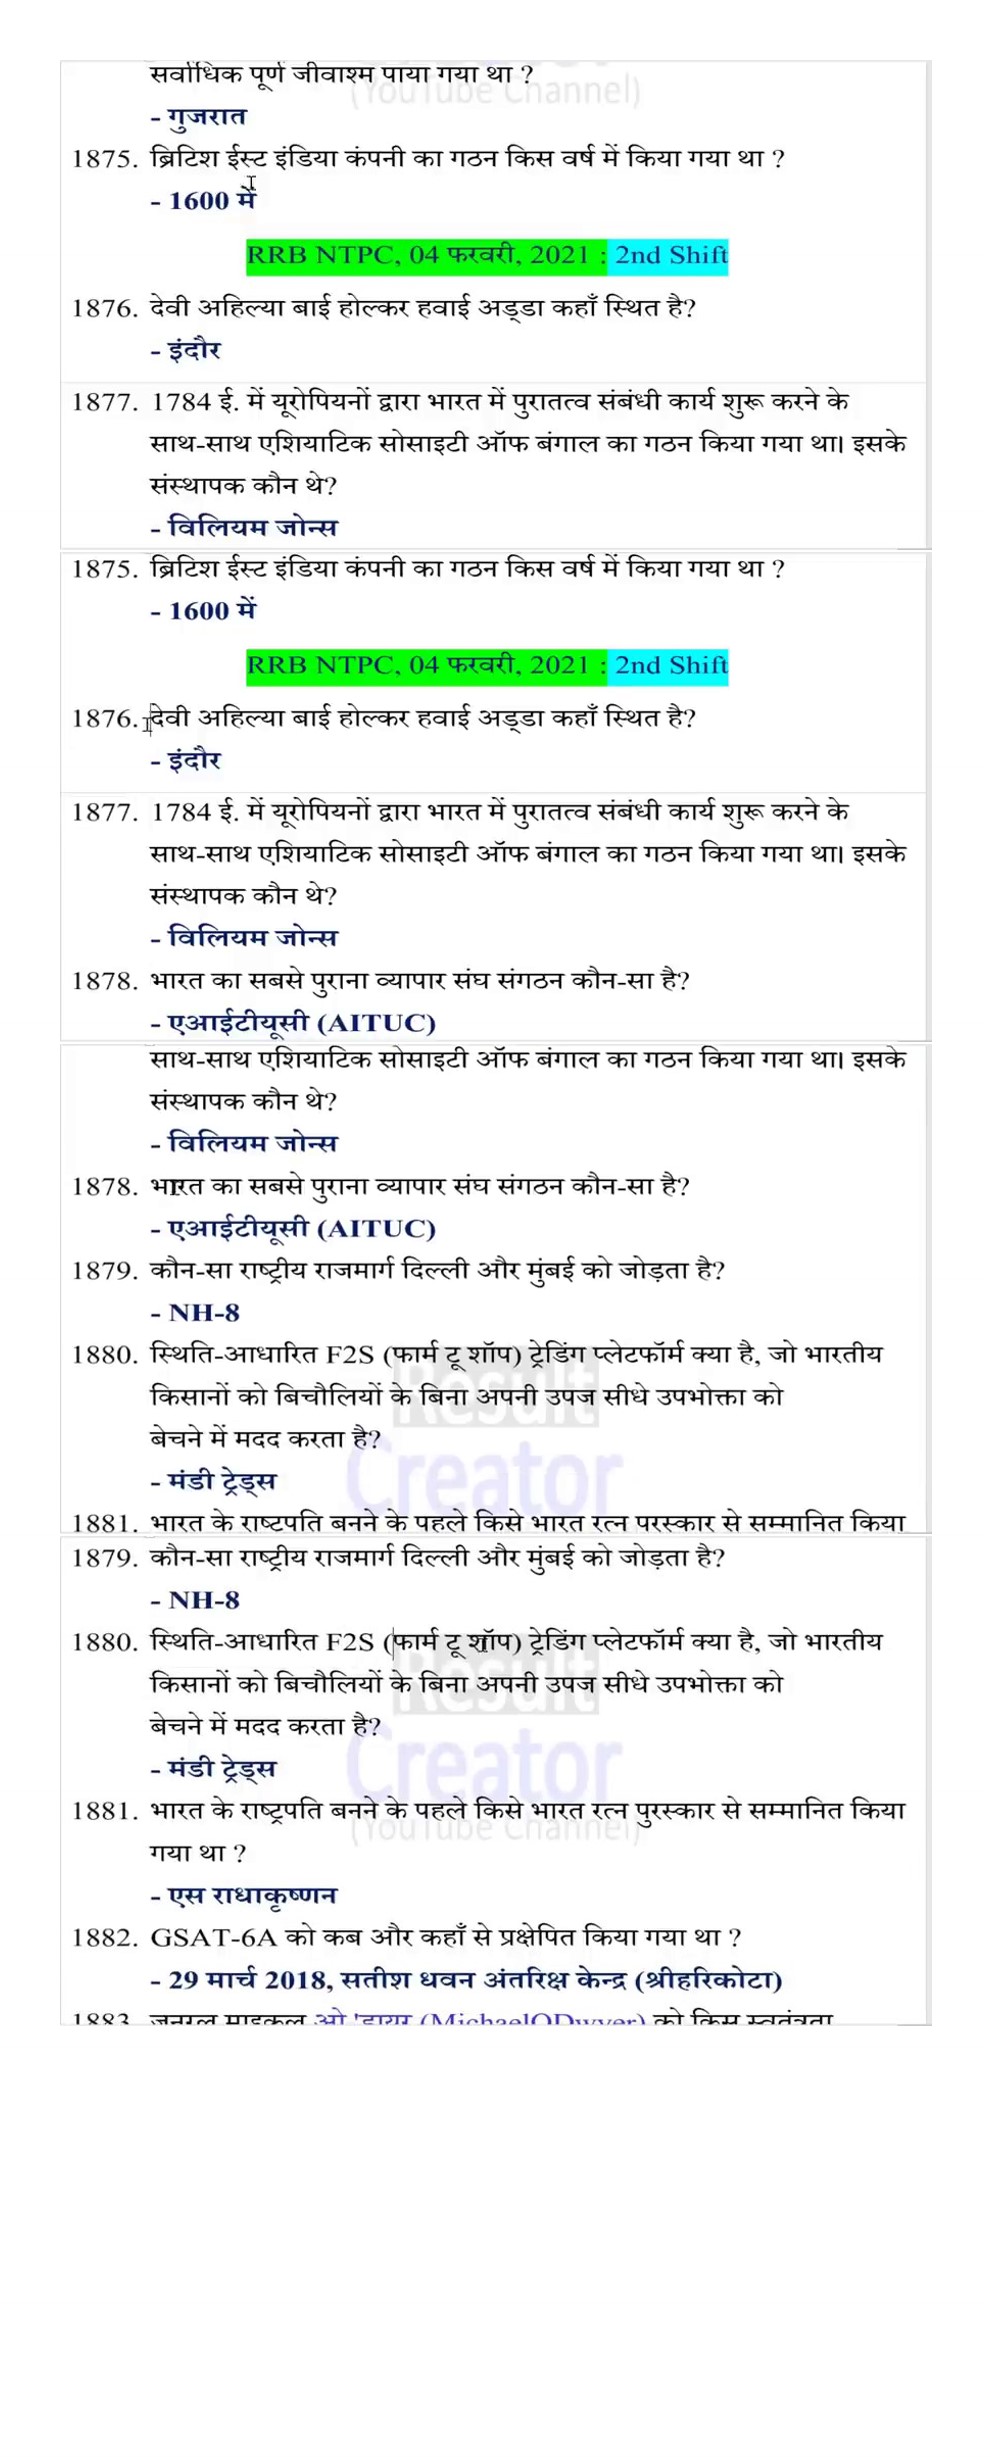 सर्वाधिक पूर्ण जीवाश्म पाया गया था ?
(YouTube Channel)
- गुजरात
1875. ब्रिटिश ईस्ट इंडिया कंपनी का गठन किस वर्ष में किया गया था ?
- 1600 में
RRB NTPC, 04 फरवरी, 2021 : 2nd Shift
1876. देवी अहिल्या बाई होल्कर हवाई अड्डा कहाँ स्थित है?
- इंदौर
1877. 1784 ई. में यूरोपियनों द्वारा भारत में पुरातत्व संबंधी कार्य शुरू करने के
साथ-साथ एशियाटिक सोसाइटी ऑफ बंगाल का गठन किया गया था। इसके
संस्थापक कौन थे?
- विलियम जोन्स
1875. ब्रिटिश ईस्ट इंडिया कंपनी का गठन किस वर्ष में किया गया था ?
- 1600 में
RRB NTPC, 04 फरवरी, 2021 : 2nd Shift
1876. देवी अहिल्या बाई होल्कर हवाई अड्डा कहाँ स्थित है?
- इंदौर
1877. 1784 ई. में यूरोपियनों द्वारा भारत में पुरातत्व संबंधी कार्य शुरू करने के
साथ-साथ एशियाटिक सोसाइटी ऑफ बंगाल का गठन किया गया था। इसके
संस्थापक कौन थे?
- विलियम जोन्स
1878. भारत का सबसे पुराना व्यापार संघ संगठन कौन-सा है?
- एआईटीयूसी (AITUC)
साथ-साथ एशियाटिक सोसाइटी ऑफ बंगाल का गठन किया गया था। इसके
संस्थापक कौन थे?
- विलियम जोन्स
1878. भारत का सबसे पुराना व्यापार संघ संगठन कौन-सा है?
- एआईटीयूसी (AITUC)
1879. कौन-सा राष्ट्रीय राजमार्ग दिल्ली और मुंबई को जोड़ता है?
- NH-8
1880. स्थिति-आधारित F2S (फार्म टू शॉप) ट्रेडिंग प्लेटफॉर्म क्या है, जो भारतीय
किसानों को बिचौलियों के बिना अपनी उपज सीधे उपभोक्ता को
Result
बेचने में मदद करता है?
- मंडी ट्रेड्स
Creator
1881. भारत के राष्ट्रपति बनने के पहले किसे भारत रत्न पुरस्कार से सम्मानित किया
1879. कौन-सा राष्ट्रीय राजमार्ग दिल्ली और मुंबई को जोड़ता है?
- NH-8
1880. स्थिति-आधारित F2S (फार्म टू शॉप) ट्रेडिंग प्लेटफॉर्म क्या है, जो भारतीय
किसानों को बिचौलियों के बिना अपनी उपज सीधे उपभोक्ता को
Result
बेचने में मदद करता है?
- मंडी ट्रेड्स
Creator
1881. भारत के राष्ट्रपति बनने के पहले किसे भारत रत्न पुरस्कार से सम्मानित किया
(YouTube Channel)
गया था ?
- एस राधाकृष्णन
1882. GSAT-6A को कब और कहाँ से प्रक्षेपित किया गया था ?
- 29 मार्च 2018, सतीश धवन अंतरिक्ष केन्द्र (श्रीहरिकोटा)
1883. जनरल माइकल ओ 'डायर (MichaelODwyer) को किस स्वतंत्रता